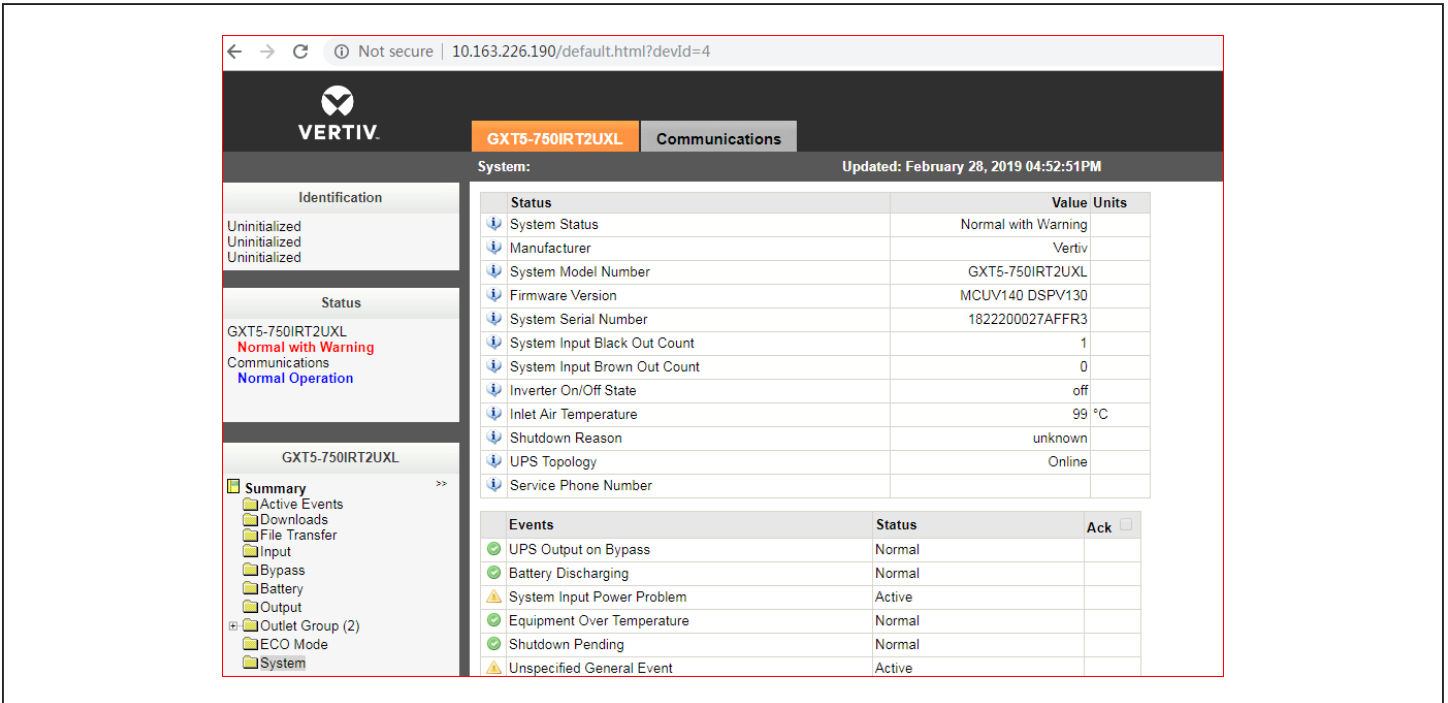 Not secure | 10.163.226.190/default.html?devId=4
VERTIV.
GXT5-750IRT2UXL Communications
System: Updated: February 28, 2019 04:52:51PM
Identification
Uninitialized
Uninitialized
Uninitialized
Status
GXT5-750IRT2UXL
Normal with Warning
Communications
Normal Operation
GXT5-750IRT2UXL
Summary >>
Active Events
Downloads
File Transfer
Input
Bypass
Battery
Output
Outlet Group (2)
ECO Mode
System
Status Value Units
System Status Normal with Warning
Manufacturer Vertiv
System Model Number GXT5-750IRT2UXL
Firmware Version MCUV140 DSPV130
System Serial Number 1822200027AFFR3
System Input Black Out Count 1
System Input Brown Out Count 0
Inverter On/Off State off
Inlet Air Temperature 99 °C
Shutdown Reason unknown
UPS Topology Online
Service Phone Number
Events Status Ack
UPS Output on Bypass Normal
Battery Discharging Normal
System Input Power Problem Active
Equipment Over Temperature Normal
Shutdown Pending Normal
Unspecified General Event Active